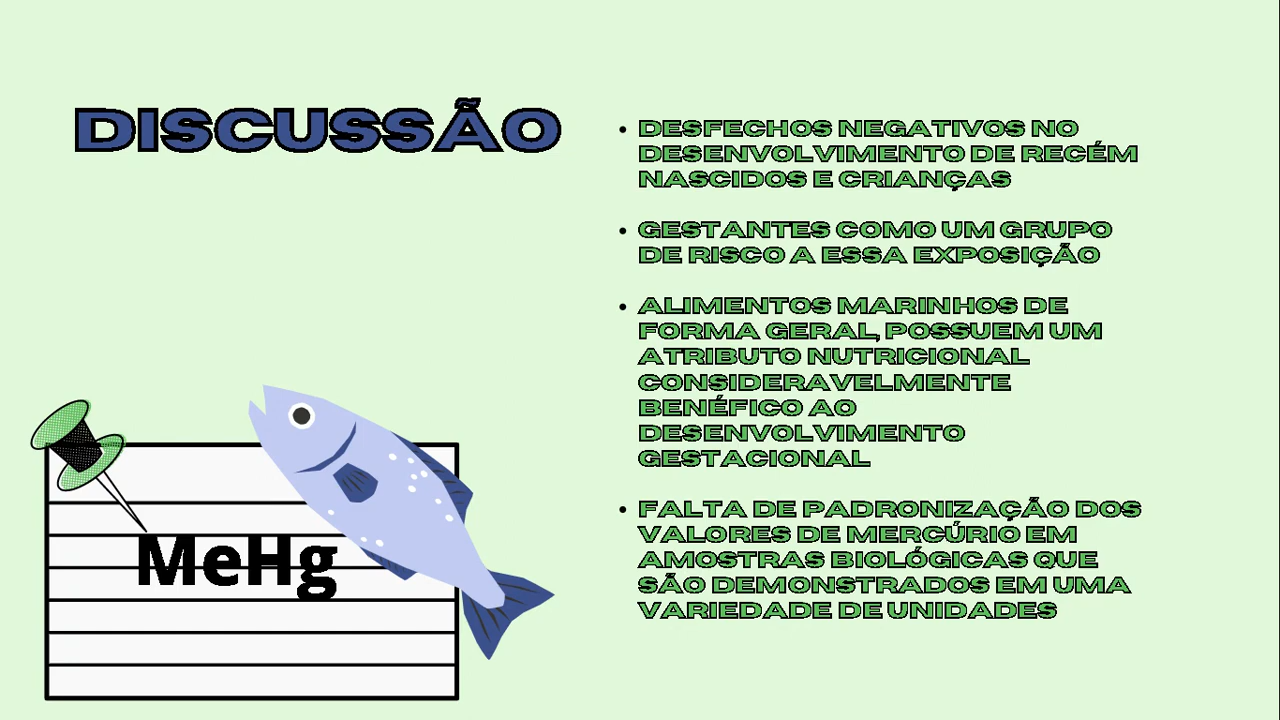 DISCUSSÃO
• DESFECHOS NEGATIVOS NO
DESENVOLVIMENTO DE RECÉM
NASCIDOS E CRIANÇAS
• GESTANTES COMO UM GRUPO
DE RISCO A ESSA EXPOSIÇÃO
• ALIMENTOS MARINHOS DE
FORMA GERAL, POSSUEM UM
ATRIBUTO NUTRICIONAL
CONSIDERAVELMENTE
BENÉFICO AO
DESENVOLVIMENTO
GESTACIONAL
• FALTA DE PADRONIZAÇÃO DOS
VALORES DE MERCÚRIO EM
AMOSTRAS BIOLÓGICAS QUE
SÃO DEMONSTRADOS EM UMA
VARIEDADE DE UNIDADES
MeHg